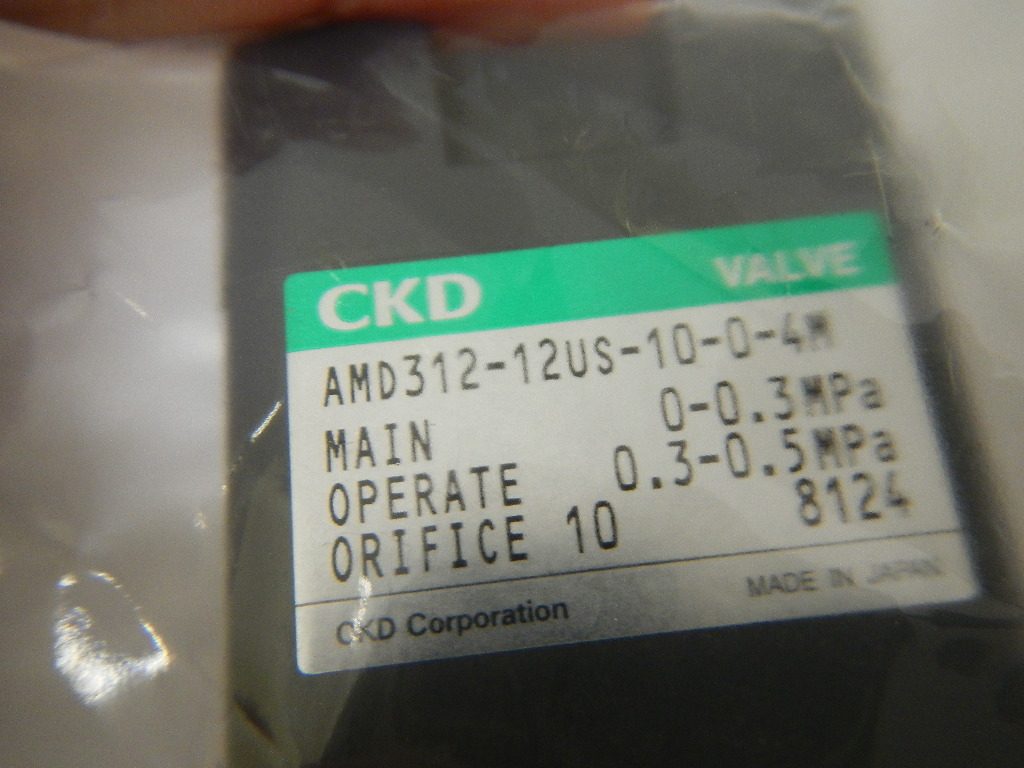 CKD VALVE
AMD312-12US-10-0-4M
MAIN 0-0.3MPa
OPERATE 0.3-0.5MPa
ORIFICE 10 8124
CKD Corporation MADE IN JAPAN